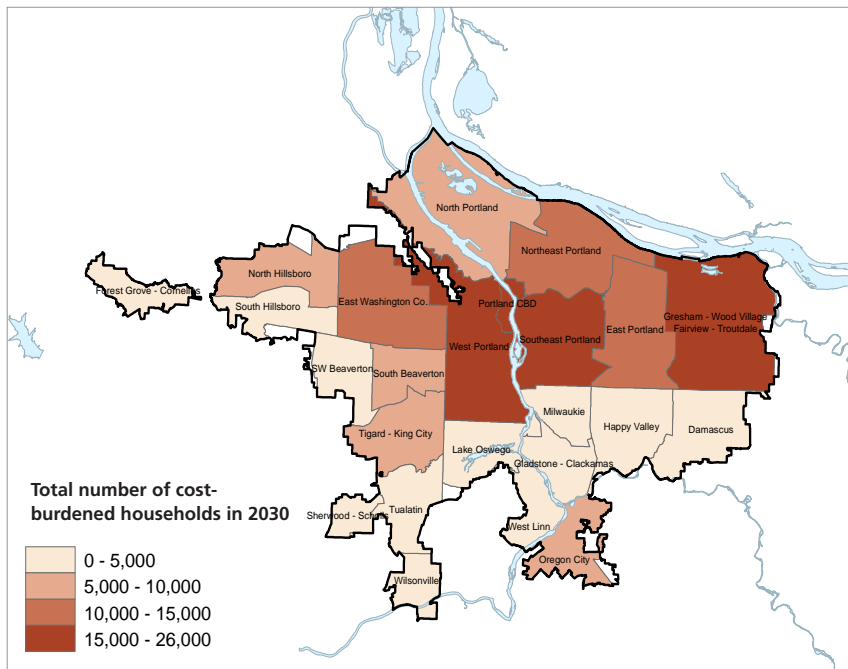 North Portland
Northeast Portland
North Hillsboro
Forest Grove - Cornelius
South Hillsboro
East Washington Co.
Portland CBD
Gresham - Wood Village
Fairview - Troutdale
East Portland
Southeast Portland
West Portland
SW Beaverton
South Beaverton
Milwaukie
Happy Valley
Damascus
Tigard - King City
Lake Oswego
Gladstone - Clackamas
Tualatin
Sherwood - Scholls
West Linn
Oregon City
Wilsonville
Total number of cost-
burdened households in 2030
0 - 5,000
5,000 - 10,000
10,000 - 15,000
15,000 - 26,000